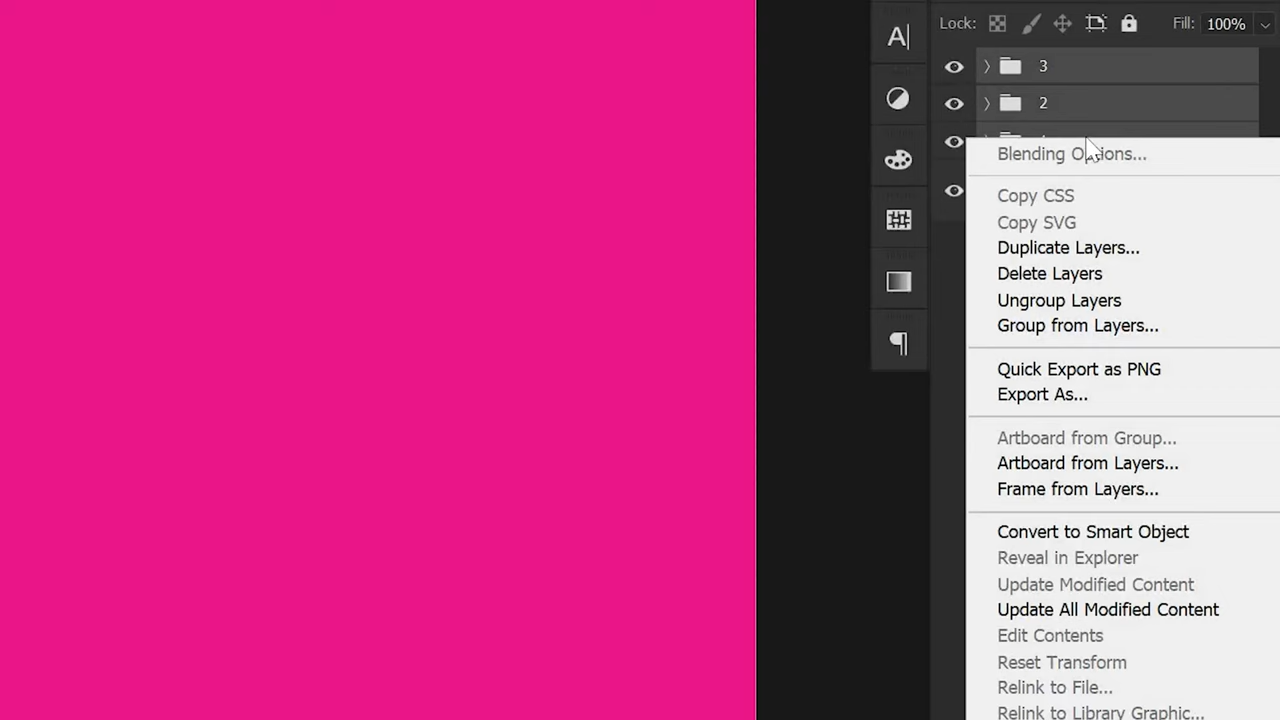 Lock: Fill: 100%
3
2
Blending Options...
Copy CSS
Copy SVG
Duplicate Layers...
Delete Layers
Ungroup Layers
Group from Layers...
Quick Export as PNG
Export As...
Artboard from Group...
Artboard from Layers...
Frame from Layers...
Convert to Smart Object
Reveal in Explorer
Update Modified Content
Update All Modified Content
Edit Contents
Reset Transform
Relink to File...
Relink to Library Graphic...